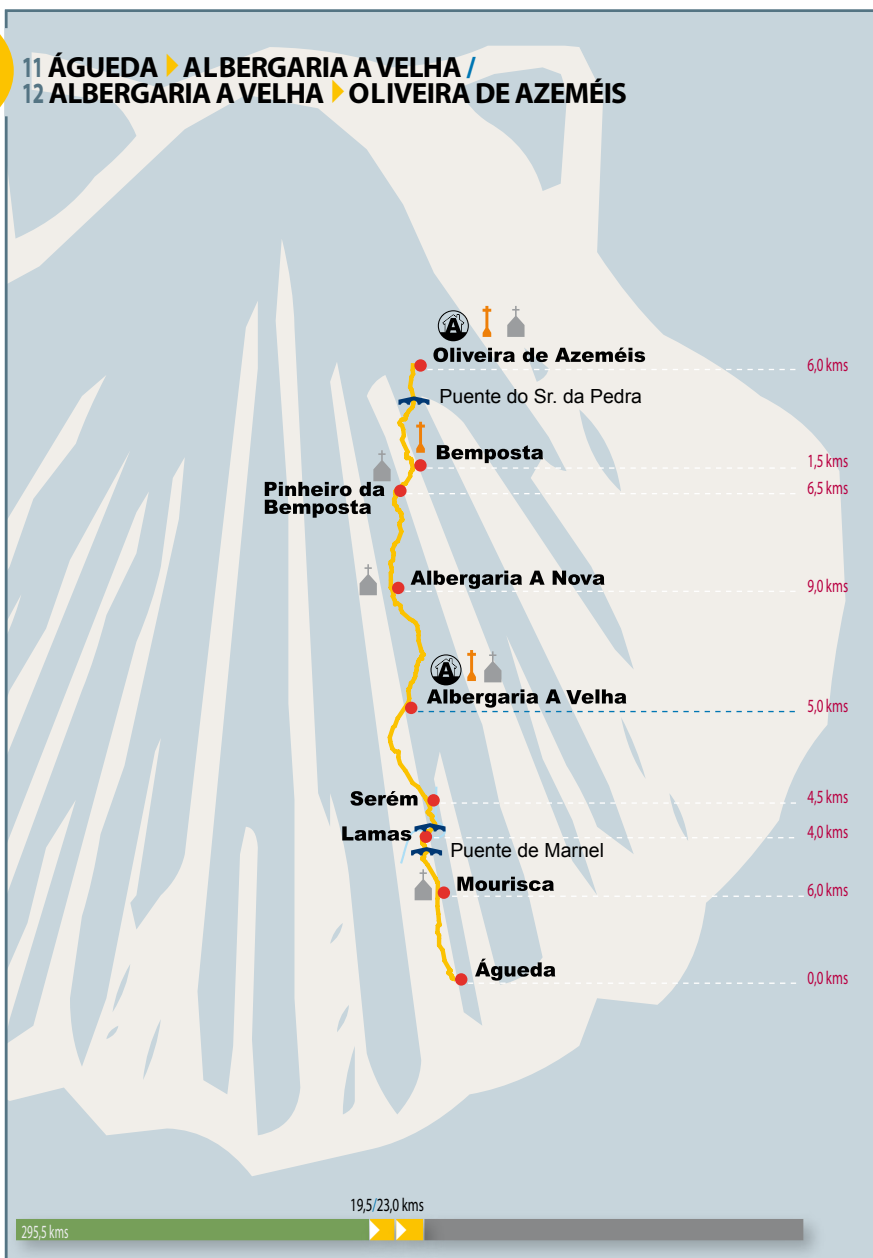 11 ÁGUEDA ALBERGARIA A VELHA /
12 ALBERGARIA A VELHA OLIVEIRA DE AZEMÉIS
A
Oliveira de Azeméis
6,0 kms
Puente do Sr. da Pedra
Bemposta
1,5 kms
Pinheiro da
Bemposta
6,5 kms
Albergaria A Nova
9,0 kms
A
Albergaria A Velha
5,0 kms
Serém
4,5 kms
Lamas
4,0 kms
Puente de Marnel
Mourisca
6,0 kms
Águeda
0,0 kms
19,5/23,0 kms
295,5 kms